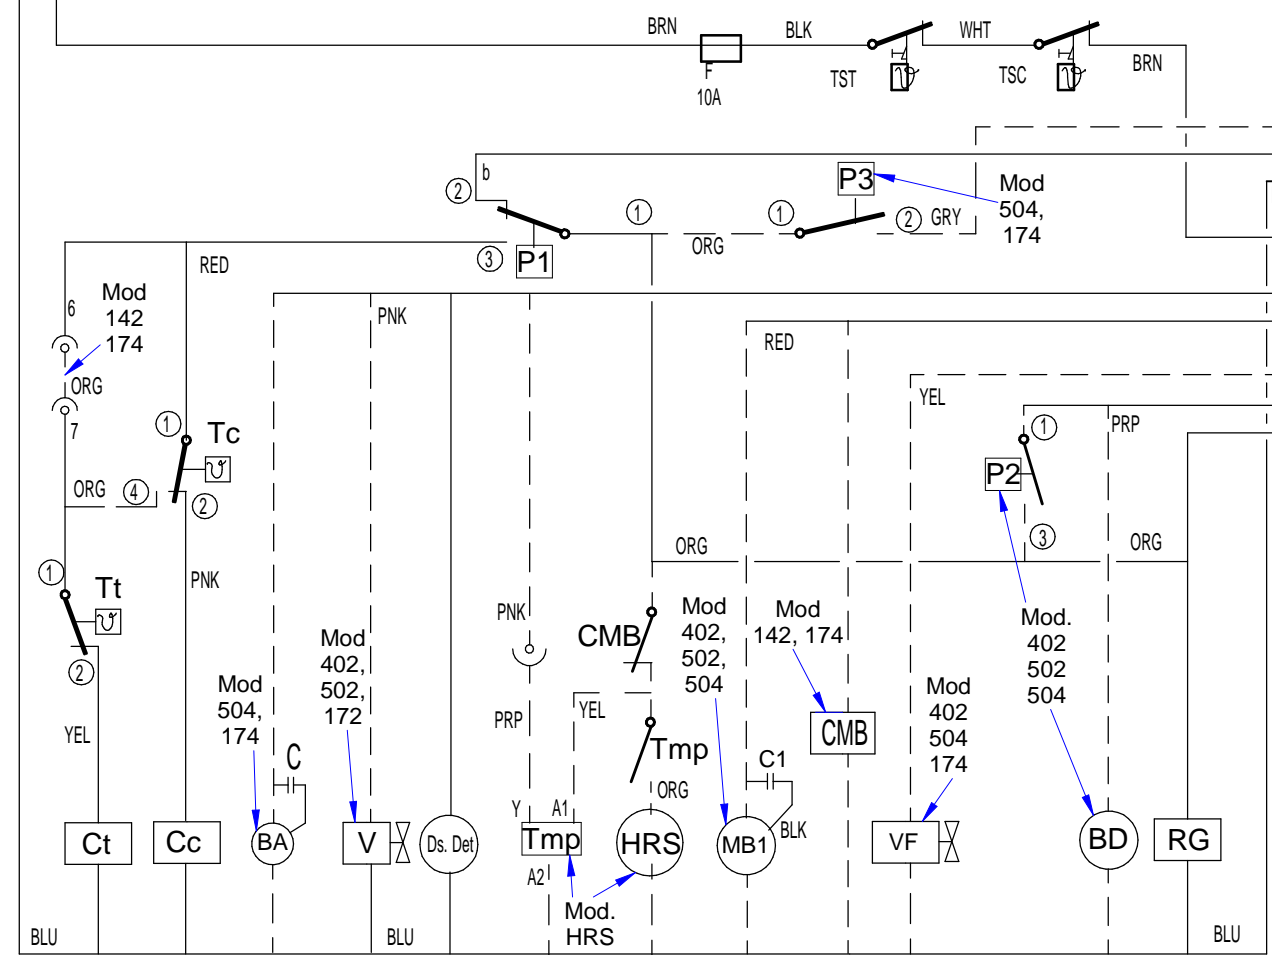 BRN
BLK
WHT
F
10A
TST
TSC
BRN
b
2
P3
Mod
504,
174
1
1
2
GRY
ORG
3
P1
RED
Mod
142
174
6
PNK
RED
ORG
YEL
7
1
Tc
1
PRP
P2
ORG
4
2
3
ORG
ORG
1
Tt
PNK
2
Mod
402,
502,
172
PNK
CMB
Mod
402,
502,
504
Mod
142, 174
Mod.
402
502
504
Mod
504,
174
Mod
402
504
174
YEL
PRP
YEL
Tmp
CMB
C
C1
ORG
Y
A1
BLK
Ct
Cc
BA
V
Ds. Det
Tmp
HRS
MB1
VF
BD
RG
A2
Mod.
HRS
BLU
BLU
BLU